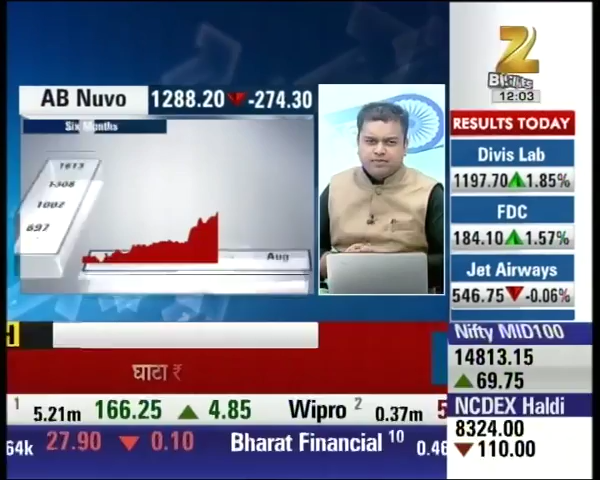 AB Nuvo 1288.20 -274.30
Six Months
1613
1308
1002
697
Aug
12:03
RESULTS TODAY
Divis Lab
1197.70 1.85%
FDC
184.10 1.57%
Jet Airways
546.75 -0.06%
Nifty MID100
14813.15
69.75
NCDEX Haldi
8324.00
110.00
H
घाटा ₹
1 5.21m 166.25 4.85 Wipro 2 0.37m 5
64k 27.90 0.10 Bharat Financial 10 0.46